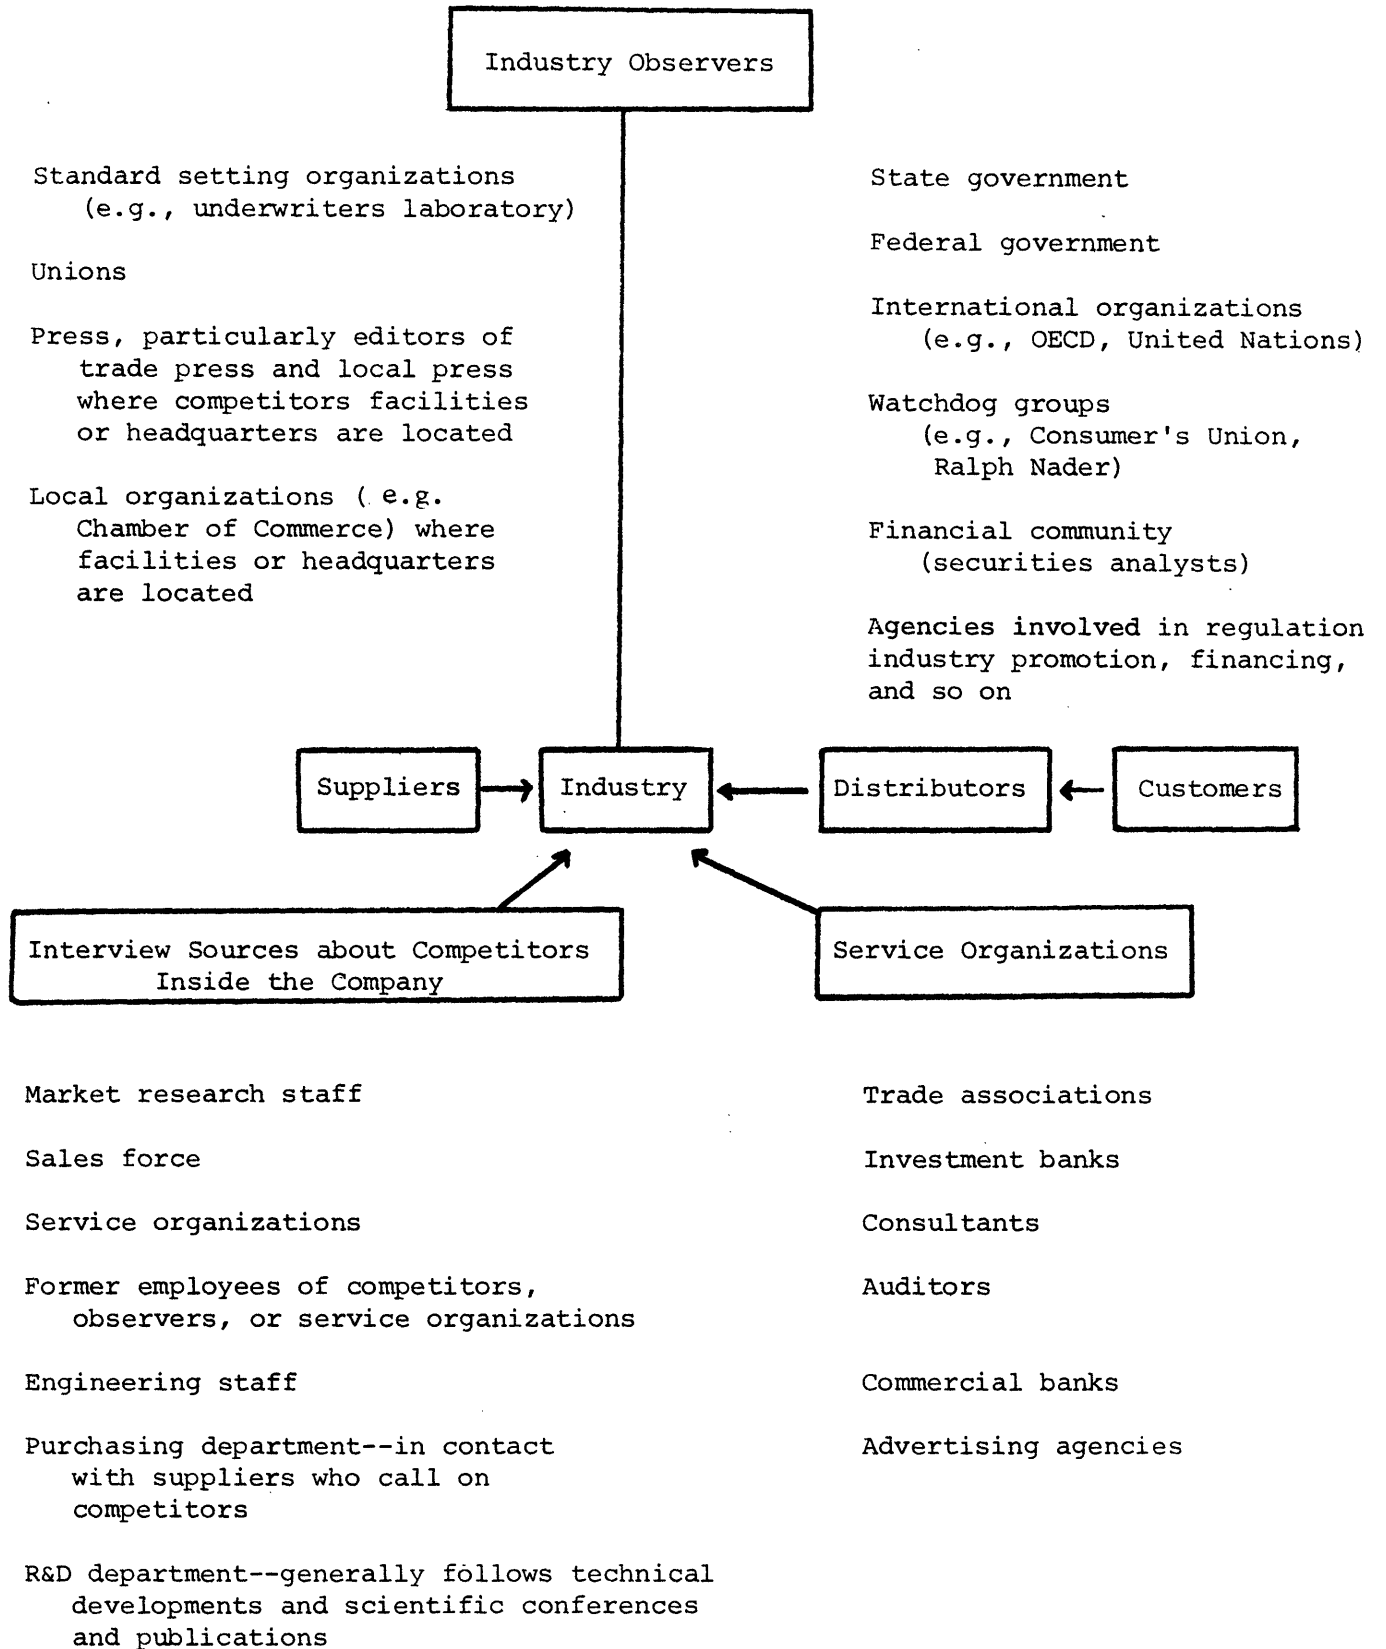 Industry Observers
Standard setting organizations
(e.g., underwriters laboratory)
Unions
Press, particularly editors of
trade press and local press
where competitors facilities
or headquarters are located
Local organizations ( e.g.
Chamber of Commerce) where
facilities or headquarters
are located
State government
Federal government
International organizations
(e.g., OECD, United Nations)
Watchdog groups
(e.g., Consumer's Union,
Ralph Nader)
Financial community
(securities analysts)
Agencies involved in regulation
industry promotion, financing,
and so on
Suppliers
Industry
Distributors
Customers
Interview Sources about Competitors
Inside the Company
Service Organizations
Market research staff
Sales force
Service organizations
Former employees of competitors,
observers, or service organizations
Engineering staff
Purchasing department--in contact
with suppliers who call on
competitors
R&D department--generally follows technical
developments and scientific conferences
and publications
Trade associations
Investment banks
Consultants
Auditors
Commercial banks
Advertising agencies